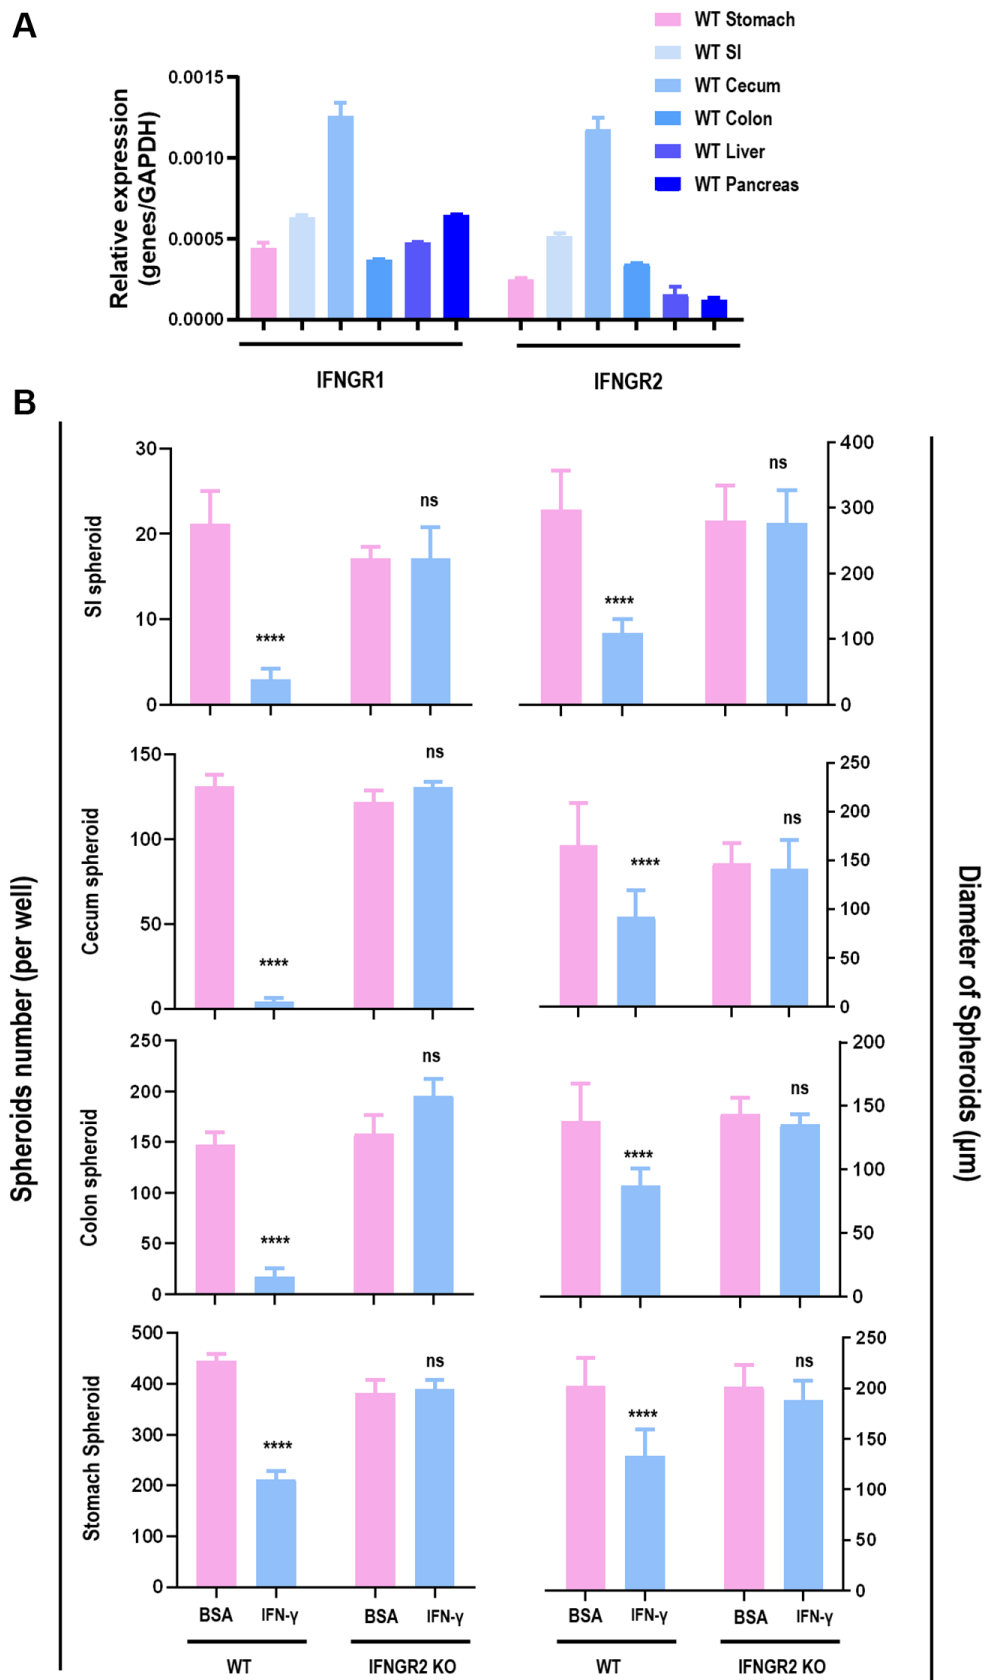 A
WT Stomach
WT SI
WT Cecum
WT Colon
WT Liver
WT Pancreas
Relative expression
(genes/GAPDH)
0.0015
0.0010
0.0005
0.0000
IFNGR1
IFNGR2
B
Spheroids number (per well)
Diameter of Spheroids (µm)
SI spheroid
30
20
10
0
****
ns
****
ns
400
300
200
100
0
Cecum spheroid
150
100
50
0
****
ns
****
ns
250
200
150
100
50
0
Colon spheroid
250
200
150
100
50
0
****
ns
****
ns
200
150
100
50
0
Stomach Spheroid
500
400
300
200
100
0
****
ns
****
ns
250
200
150
100
50
0
BSA IFN-γ BSA IFN-γ BSA IFN-γ BSA IFN-γ
WT IFNGR2 KO WT IFNGR2 KO